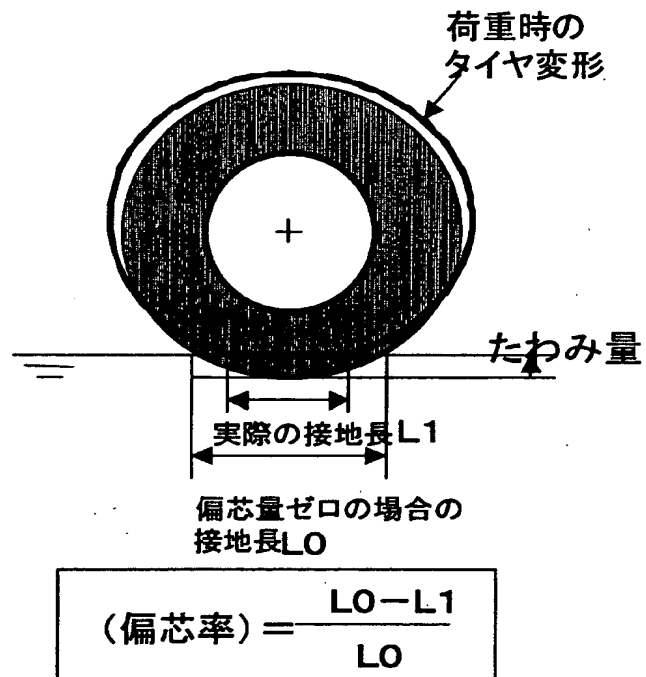 荷重時の
タイヤ変形
たわみ量
実際の接地長L1
偏芯量ゼロの場合の
接地長L0
(偏芯率)=L0-L1
L0